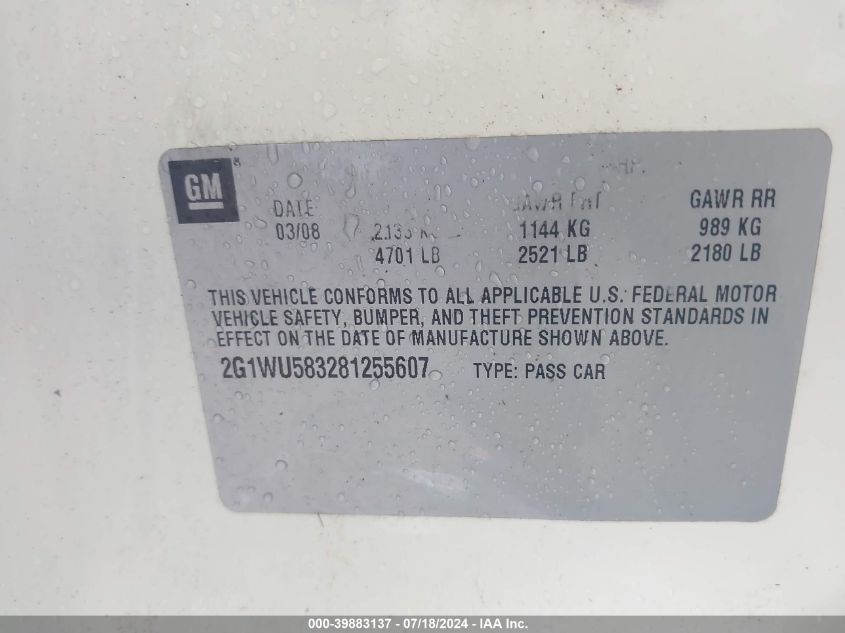 GM
DATE GAWR RR
03/08 1144 KG 989 KG
4701 LB 2521 LB 2180 LB
THIS VEHICLE CONFORMS TO ALL APPLICABLE U.S. FEDERAL MOTOR
VEHICLE SAFETY, BUMPER, AND THEFT PREVENTION STANDARDS IN
EFFECT ON THE DATE OF MANUFACTURE SHOWN ABOVE.
2G1WU583281255607 TYPE: PASS CAR
000-39883137 - 07/18/2024 - IAA Inc.